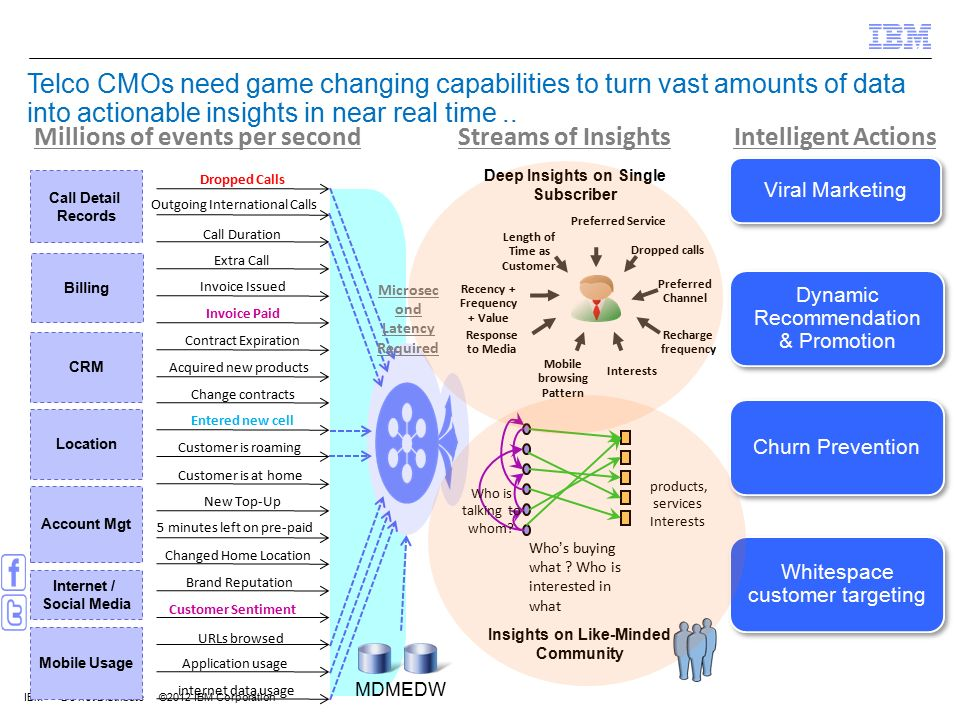 IBM
Telco CMOs need game changing capabilities to turn vast amounts of data
into actionable insights in near real time ..
Millions of events per second
Streams of Insights
Intelligent Actions
Call Detail
Records
Billing
CRM
Location
Account Mgt
Internet /
Social Media
Mobile Usage
Dropped Calls
Outgoing International Calls
Call Duration
Extra Call
Invoice Issued
Invoice Paid
Contract Expiration
Acquired new products
Change contracts
Entered new cell
Customer is roaming
Customer is at home
New Top-Up
5 minutes left on pre-paid
Changed Home Location
Brand Reputation
Customer Sentiment
URLs browsed
Application usage
internet data usage
Microsec
ond
Latency
Required
MDMEDW
Deep Insights on Single
Subscriber
Preferred Service
Length of
Time as
Customer
Dropped calls
Recency +
Frequency
+ Value
Preferred
Channel
Response
to Media
Recharge
frequency
Mobile
browsing
Pattern
Interests
Who is
talking to
whom?
products,
services
Interests
Who's buying
what ? Who is
interested in
what
Insights on Like-Minded
Community
Viral Marketing
Dynamic
Recommendation
& Promotion
Churn Prevention
Whitespace
customer targeting
©2012 IBM Corporation